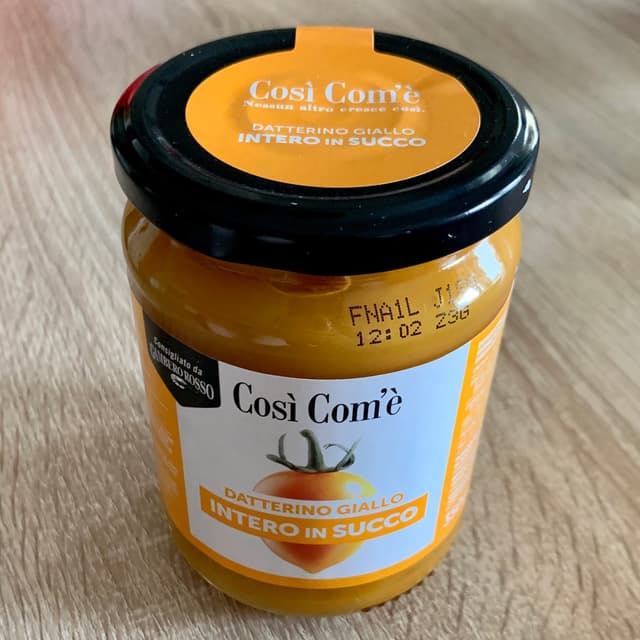 Così Com'è
Nessun altro cresce così.
DATTERINO GIALLO
INTERO IN SUCCO
FNA1L
12:02 23G
Consigliato da
GAMBERO ROSSO
Così Com'è
DATTERINO GIALLO
INTERO IN SUCCO